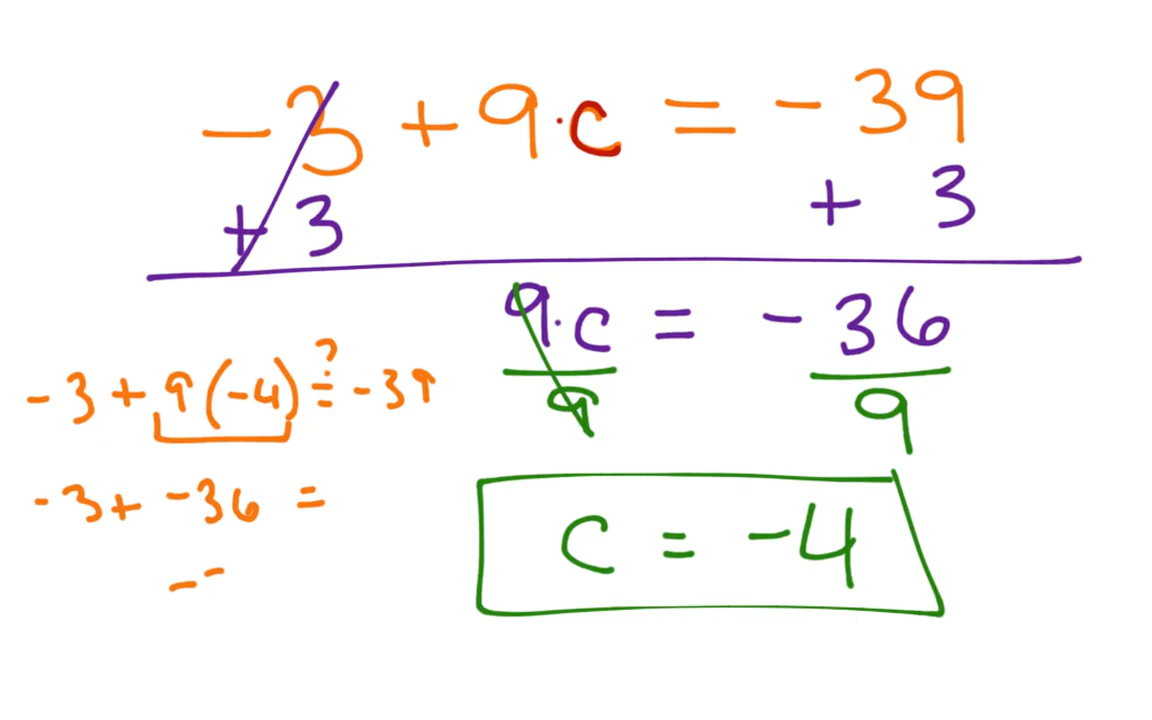 -3 + 9·c = -39
+ 3 + 3
9·c = -36
9 9
-3 + 9(-4) ≟ -39
-3 + -36 =
c = -4